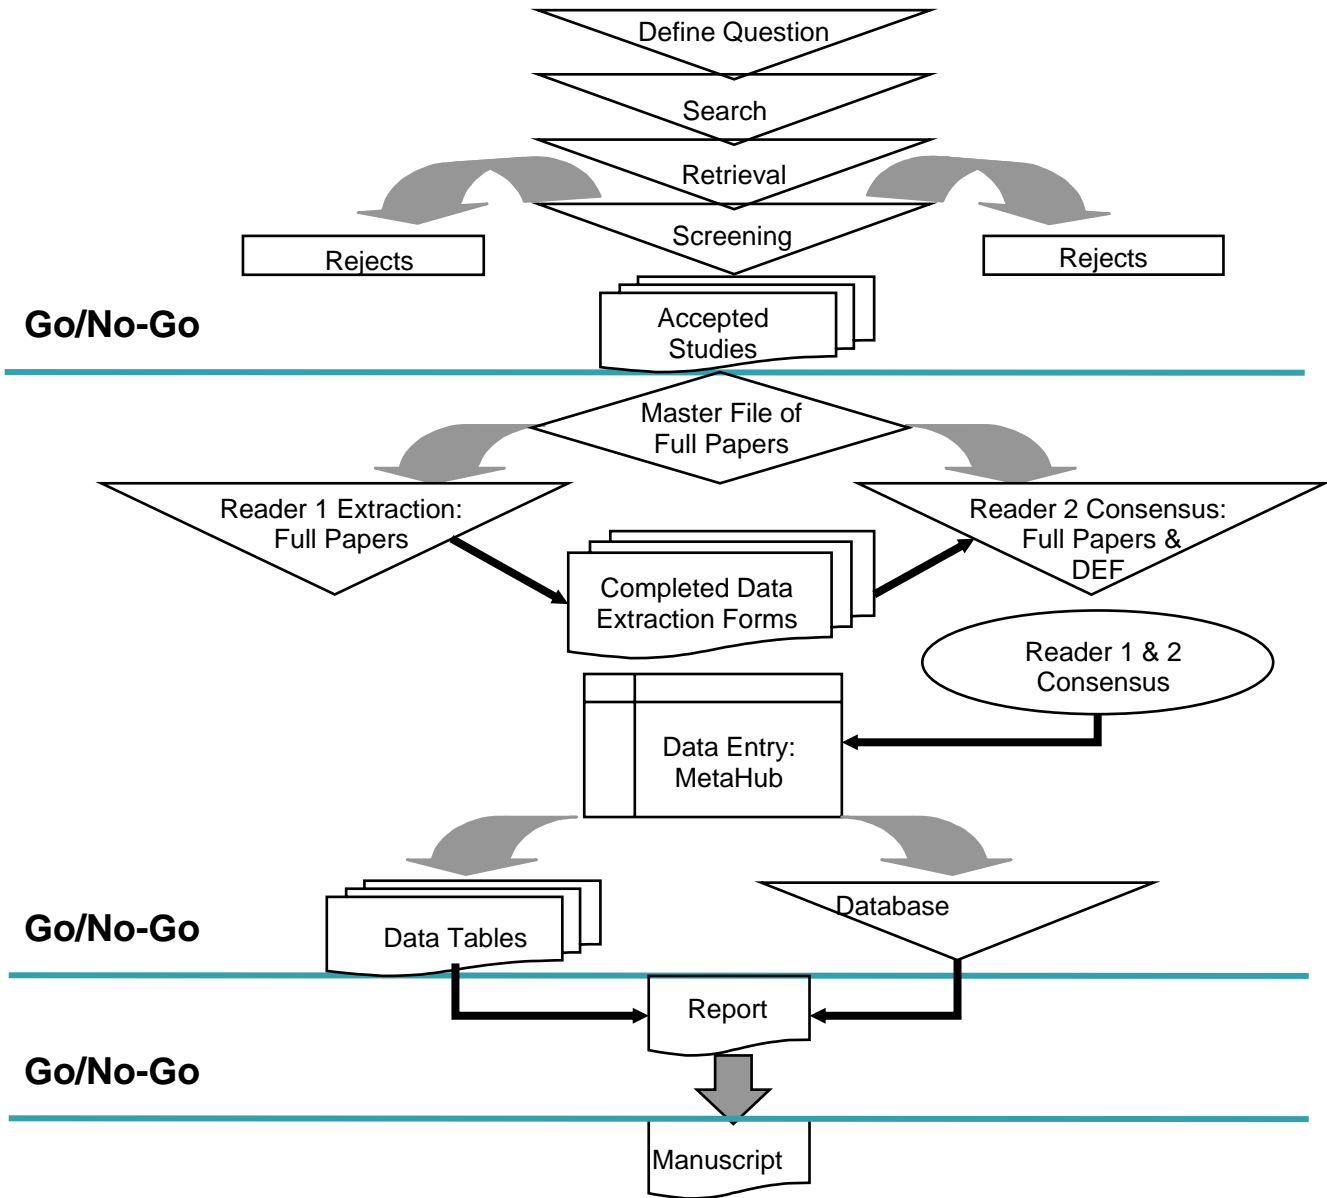 Define Question
Search
Retrieval
Screening
Rejects
Rejects
Go/No-Go
Accepted
Studies
Master File of
Full Papers
Reader 1 Extraction:
Full Papers
Reader 2 Consensus:
Full Papers &
DEF
Completed Data
Extraction Forms
Reader 1 & 2
Consensus
Data Entry:
MetaHub
Go/No-Go
Data Tables
Database
Report
Go/No-Go
Manuscript